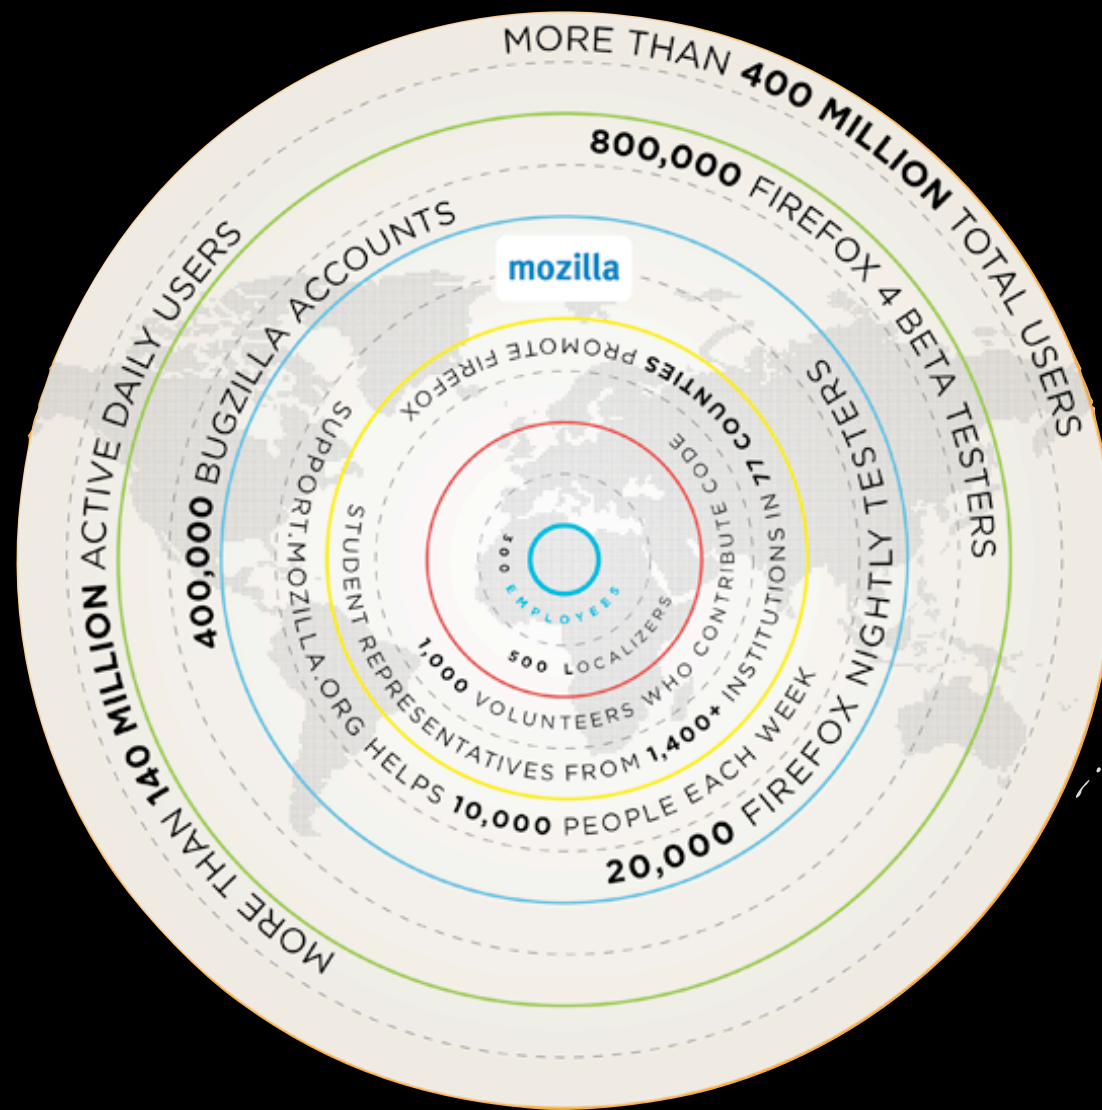 MORE THAN 400 MILLION TOTAL USERS
MORE THAN 140 MILLION ACTIVE DAILY USERS
800,000 FIREFOX 4 BETA TESTERS
400,000 BUGZILLA ACCOUNTS
mozilla
20,000 FIREFOX NIGHTLY TESTERS
SUPPORT.MOZILLA.ORG HELPS 10,000 PEOPLE EACH WEEK
STUDENT REPRESENTATIVES FROM 1,400+ INSTITUTIONS IN 77 COUNTIES PROMOTE FIREFOX
1,000 VOLUNTEERS WHO CONTRIBUTE CODE
500 LOCALIZERS
300 EMPLOYEES